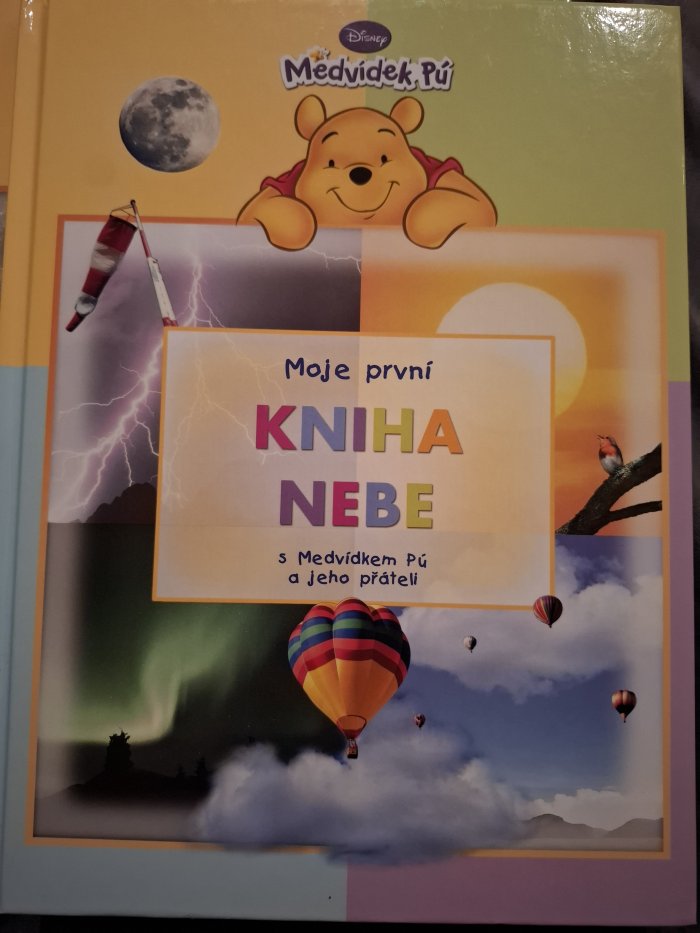 Disney
Medvídek Pú
Moje první
KNIHA
NEBE
s Medvídkem Pú
a jeho přáteli